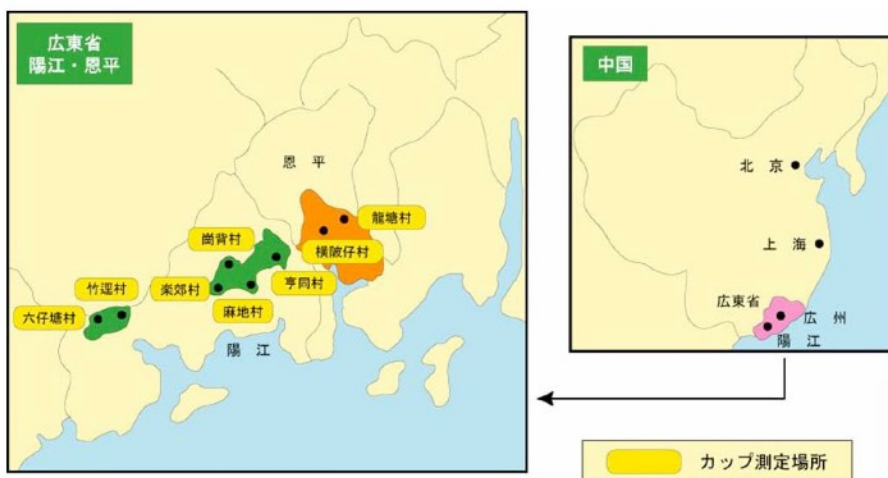 広東省
陽江・恩平
恩平
龍塘村
崗背村
横陂仔村
竹逕村
楽郊村
亨同村
六仔塘村
麻地村
陽江
中国
北京
上海
広東省
広州
陽江
カップ測定場所